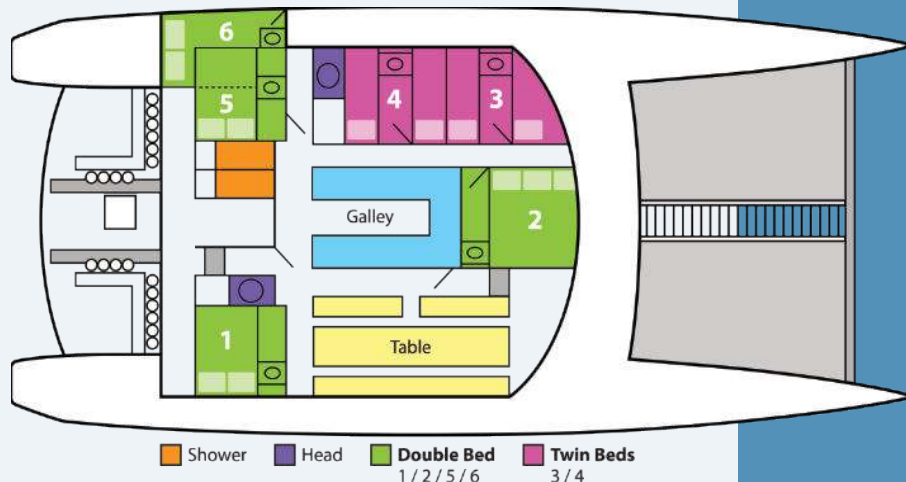 6
5
4
3
Galley
2
1
Table
Shower
Head
Double Bed
1 / 2 / 5 / 6
Twin Beds
3 / 4